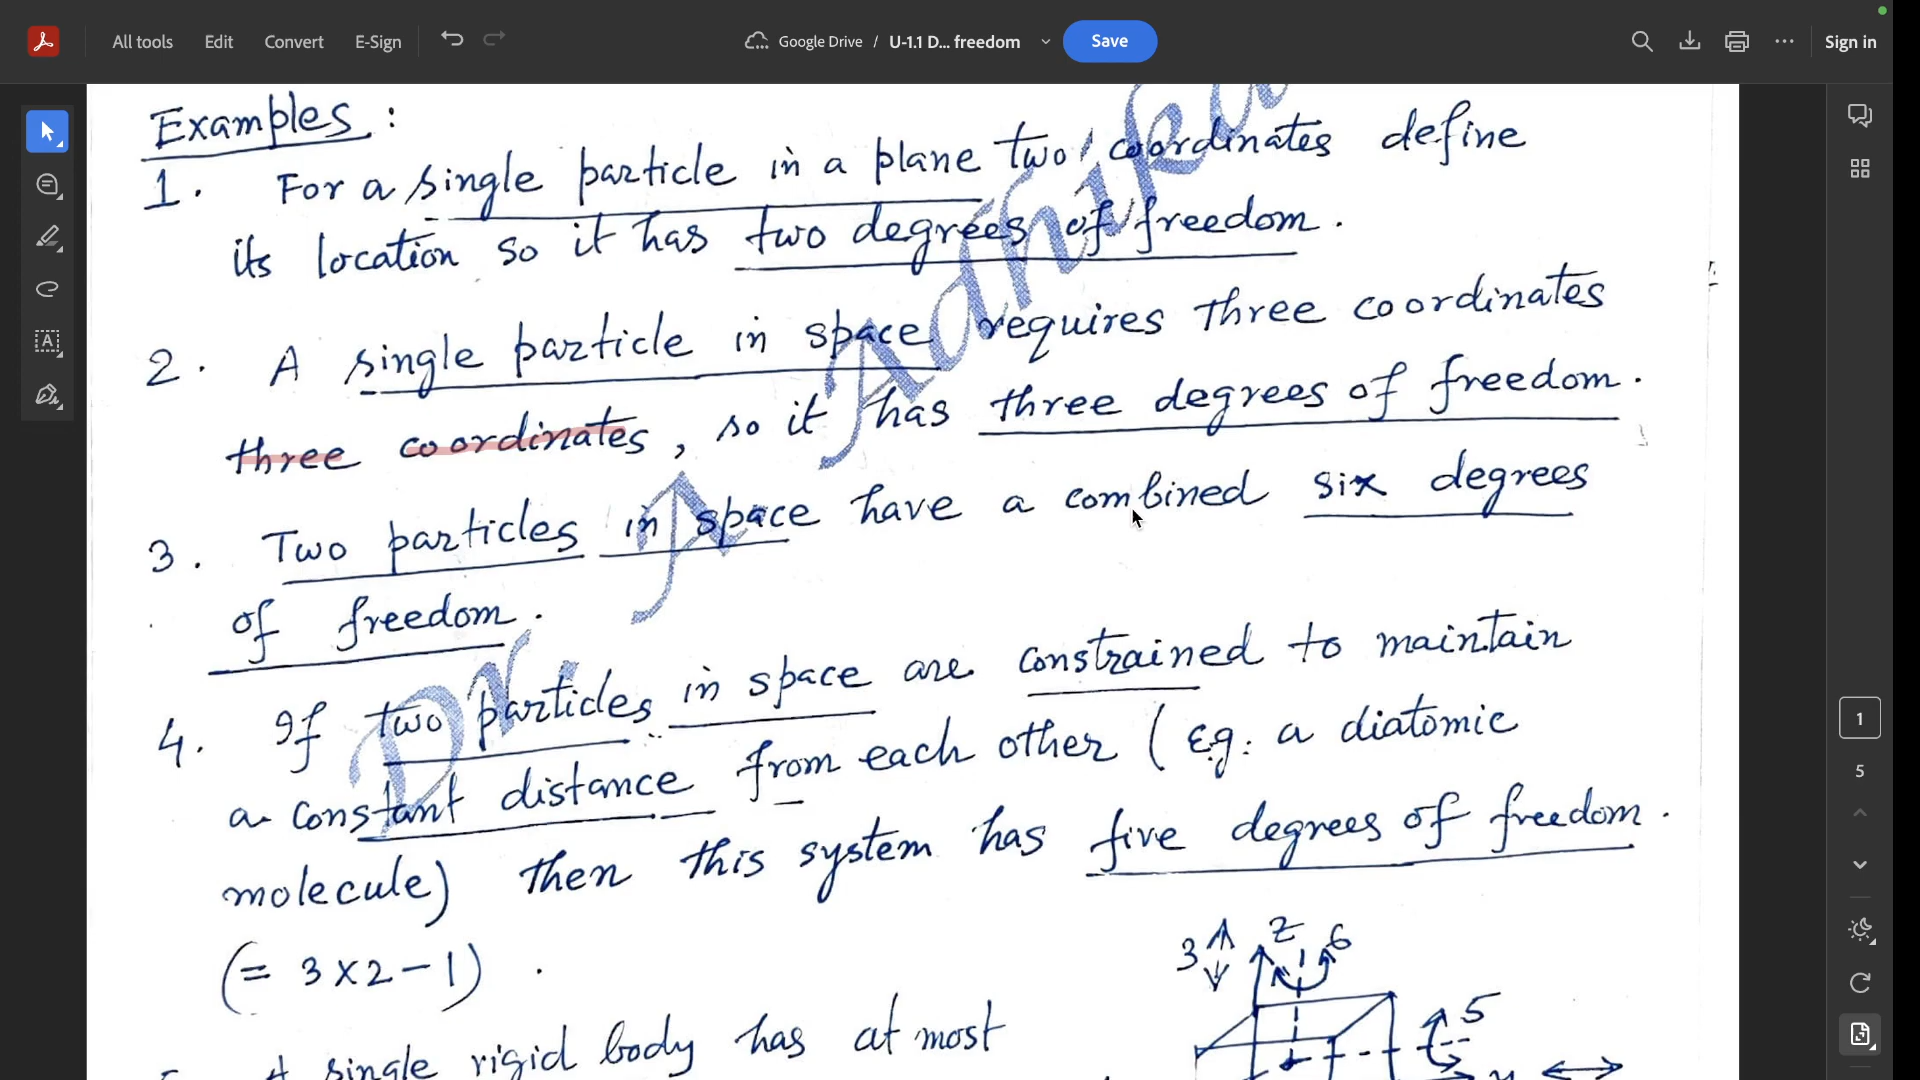 All tools Edit Convert E-Sign Google Drive / U-1.1 D... freedom Save Sign in
Examples :
1. For a single particle in a plane two coordinates define
its location so it has two degrees of freedom.
2. A single particle in space requires three coordinates
three coordinates, so it has three degrees of freedom.
3. Two particles in space have a combined six degrees
of freedom.
4. If two particles in space are constrained to maintain
a constant distance from each other ( Eg: a diatomic
molecule) then this system has five degrees of freedom.
(= 3 x 2 - 1) .
single rigid body has at most
3 Z 6
5
Dr. A Adhika
1
5